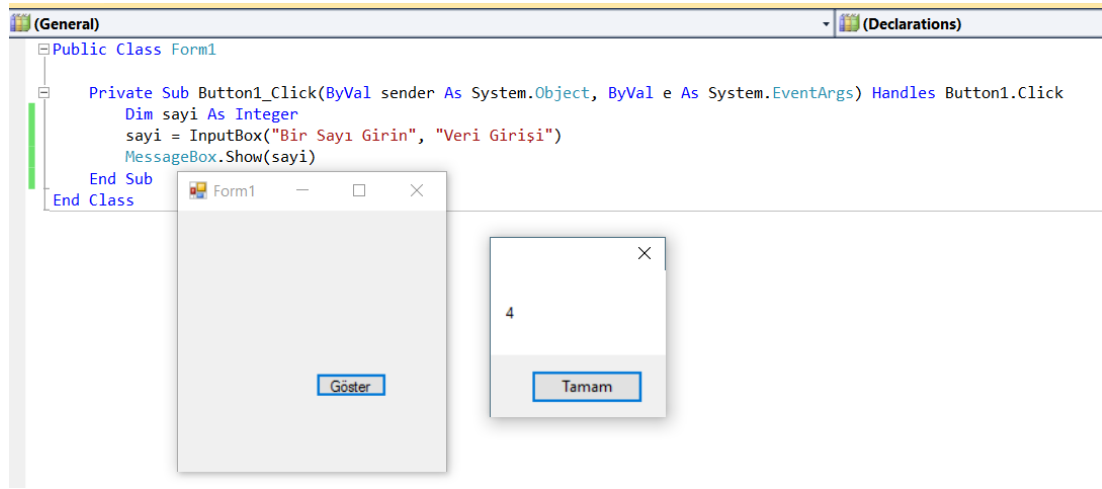 (General)
(Declarations)
Public Class Form1
Private Sub Button1_Click(ByVal sender As System.Object, ByVal e As System.EventArgs) Handles Button1.Click
Dim sayi As Integer
sayi = InputBox("Bir Sayı Girin", "Veri Girişi")
MessageBox.Show(sayi)
End Sub
End Class
Form1
Göster
4
Tamam